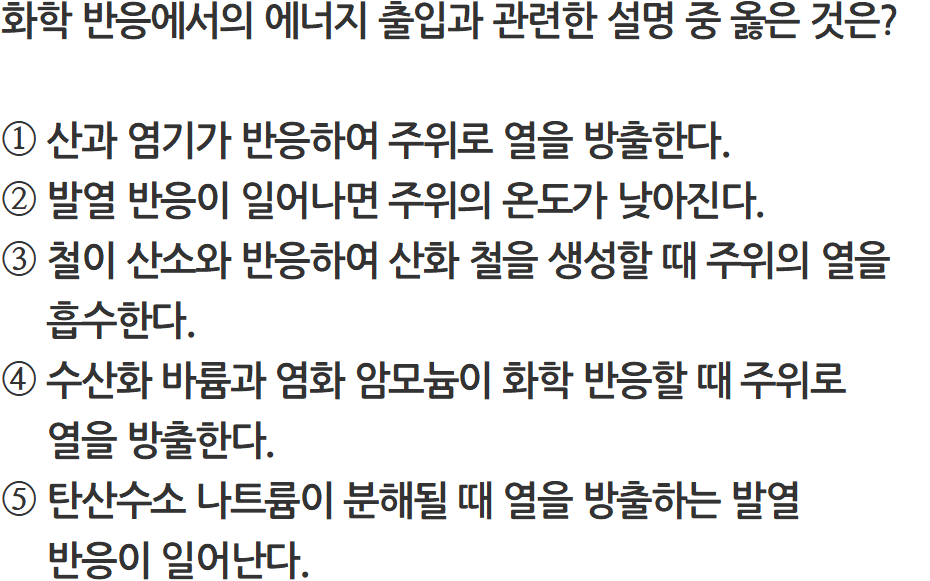 화학 반응에서의 에너지 출입과 관련한 설명 중 옳은 것은?
① 산과 염기가 반응하여 주위로 열을 방출한다.
② 발열 반응이 일어나면 주위의 온도가 낮아진다.
③ 철이 산소와 반응하여 산화 철을 생성할 때 주위의 열을
흡수한다.
④ 수산화 바륨과 염화 암모늄이 화학 반응할 때 주위로
열을 방출한다.
⑤ 탄산수소 나트륨이 분해될 때 열을 방출하는 발열
반응이 일어난다.